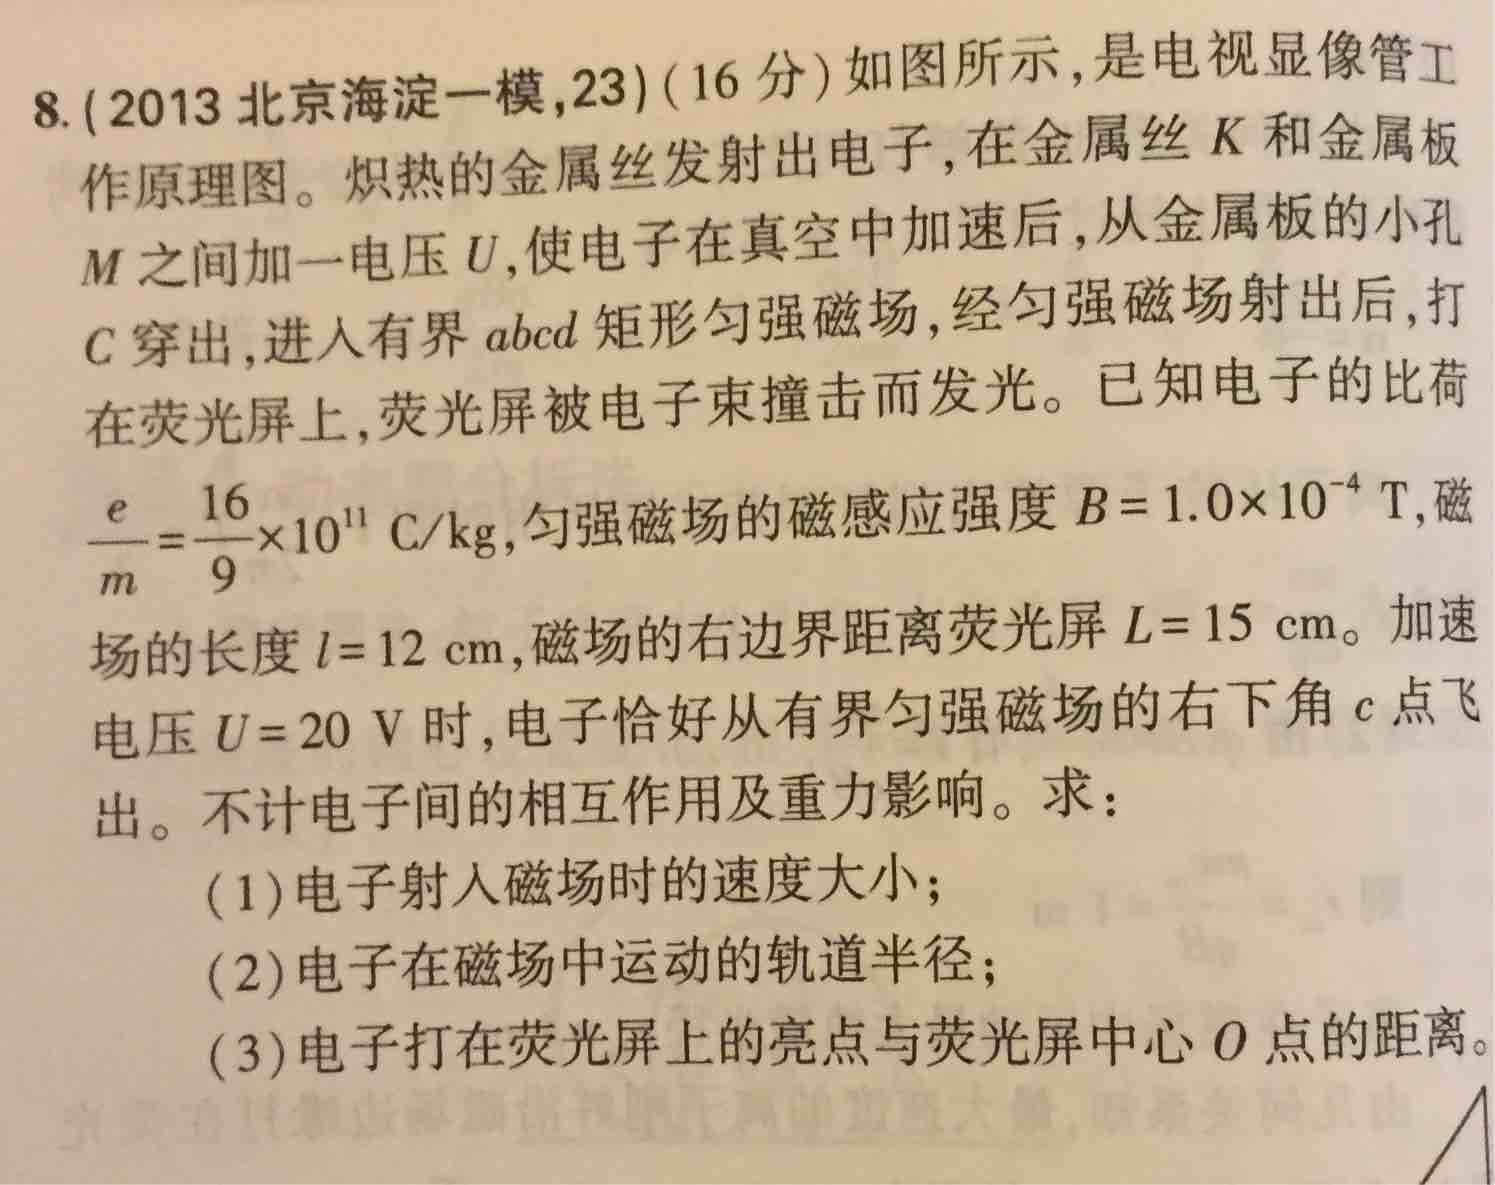 8. (2013 北京海淀一模,23)(16 分)如图所示,是电视显像管工
作原理图。炽热的金属丝发射出电子,在金属丝 K 和金属板
M 之间加一电压 U,使电子在真空中加速后,从金属板的小孔
C 穿出,进入有界 abcd 矩形匀强磁场,经匀强磁场射出后,打
在荧光屏上,荧光屏被电子束撞击而发光。已知电子的比荷
e/m=16/9×10¹¹ C/kg,匀强磁场的磁感应强度 B=1.0×10⁻⁴ T,磁
场的长度 l=12 cm,磁场的右边界距离荧光屏 L=15 cm。加速
电压 U=20 V 时,电子恰好从有界匀强磁场的右下角 c 点飞
出。不计电子间的相互作用及重力影响。求:
(1)电子射入磁场时的速度大小;
(2)电子在磁场中运动的轨道半径;
(3)电子打在荧光屏上的亮点与荧光屏中心 O 点的距离。